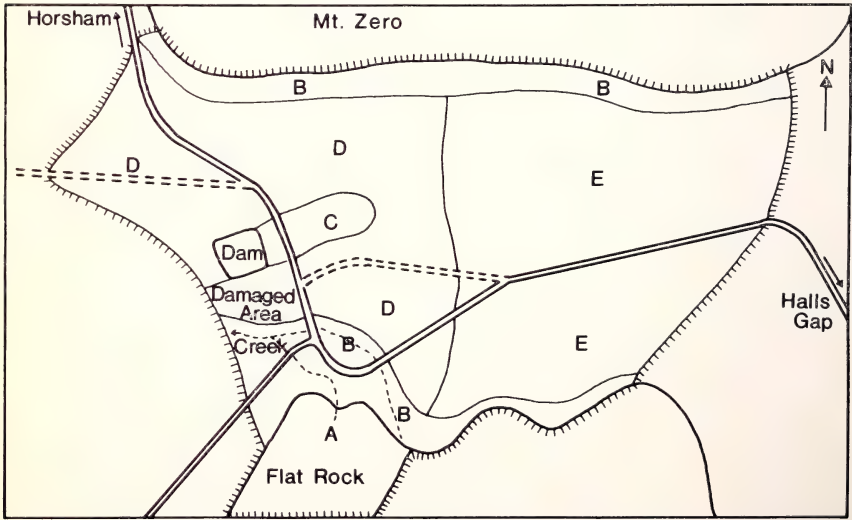 Horsham
Mt. Zero
N
B
B
D
D
E
C
Dam
Damaged
Area
D
Halls
Gap
Creek
B
E
B
A
Flat Rock